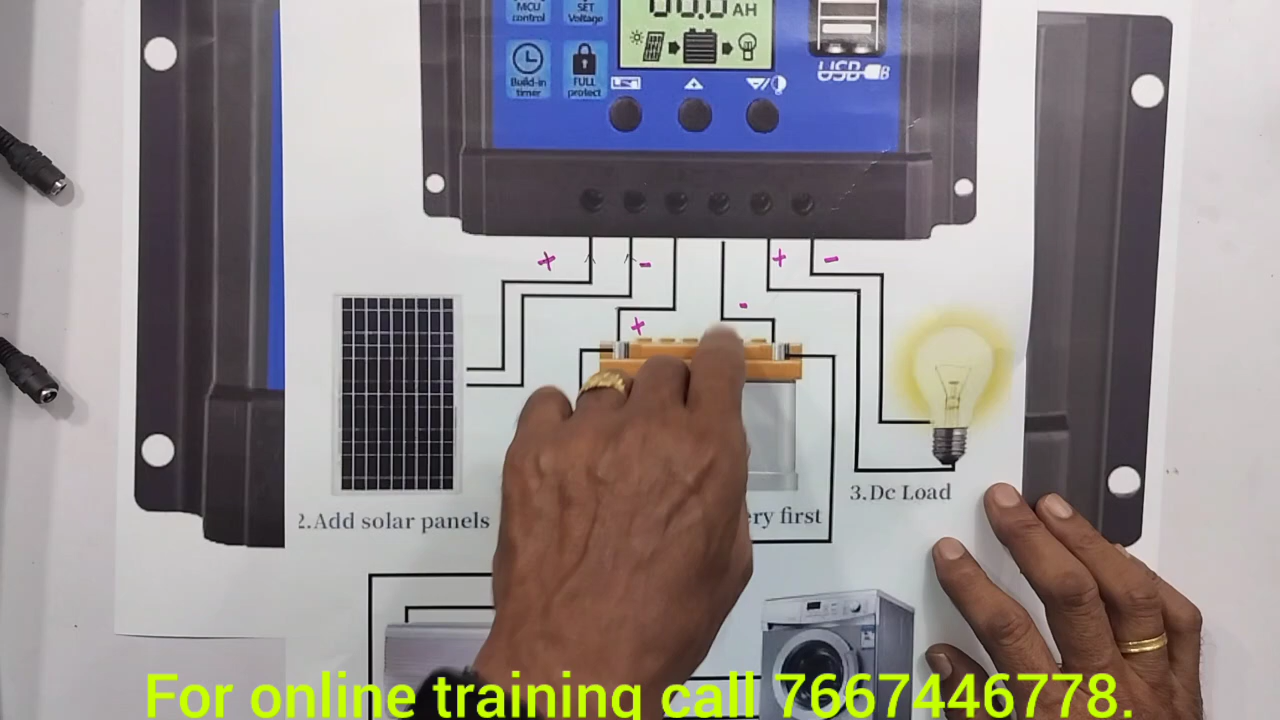 MCU
control
SET
Voltage
00.0 AH
Build-in
timer
FULL
protect
USB
+
-
+
-
+
-
2.Add solar panels
ery first
3.Dc Load
For online training call 7667446778.